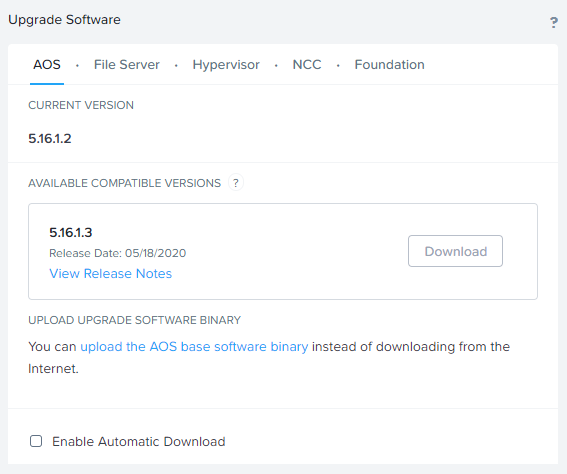 Upgrade Software
?
AOS · File Server · Hypervisor · NCC · Foundation
CURRENT VERSION
5.16.1.2
AVAILABLE COMPATIBLE VERSIONS ?
5.16.1.3
Release Date: 05/18/2020
Download
View Release Notes
UPLOAD UPGRADE SOFTWARE BINARY
You can upload the AOS base software binary instead of downloading from the
Internet.
Enable Automatic Download